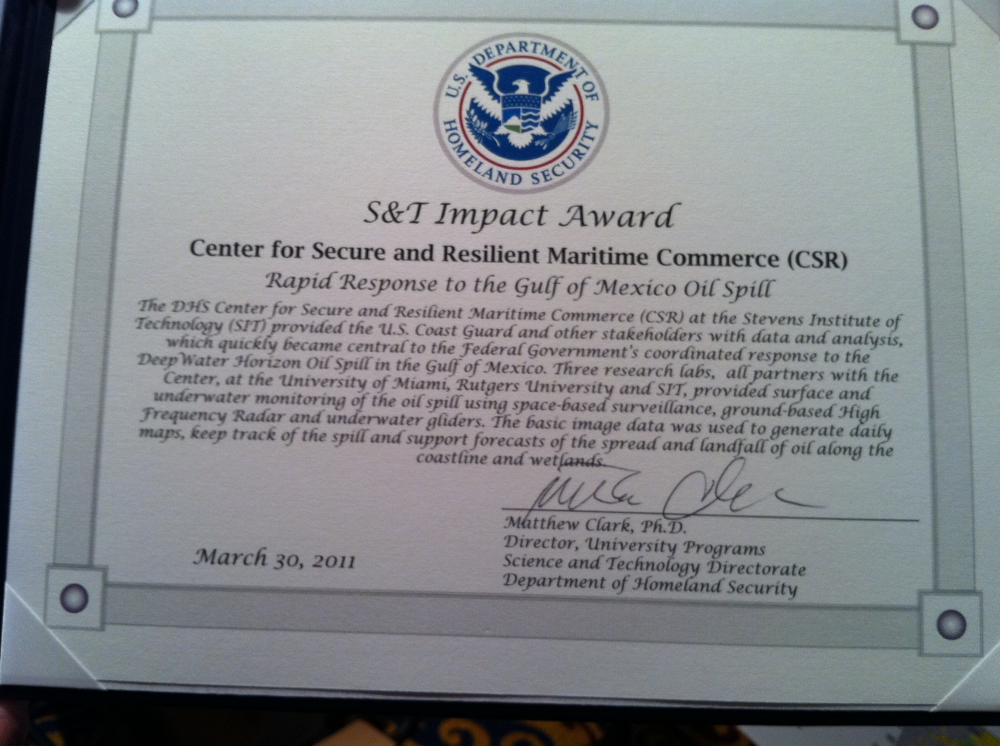 U.S. DEPARTMENT OF
HOMELAND SECURITY
S&T Impact Award
Center for Secure and Resilient Maritime Commerce (CSR)
Rapid Response to the Gulf of Mexico Oil Spill
The DHS Center for Secure and Resilient Maritime Commerce (CSR) at the Stevens Institute of
Technology (SIT) provided the U.S. Coast Guard and other stakeholders with data and analysis,
which quickly became central to the Federal Government's coordinated response to the
DeepWater Horizon Oil Spill in the Gulf of Mexico. Three research labs, all partners with the
Center, at the University of Miami, Rutgers University and SIT, provided surface and
underwater monitoring of the oil spill using space-based surveillance, ground-based High
Frequency Radar and underwater gliders. The basic image data was used to generate daily
maps, keep track of the spill and support forecasts of the spread and landfall of oil along the
coastline and wetlands.
Matthew Clark, Ph.D.
Director, University Programs
Science and Technology Directorate
Department of Homeland Security
March 30, 2011